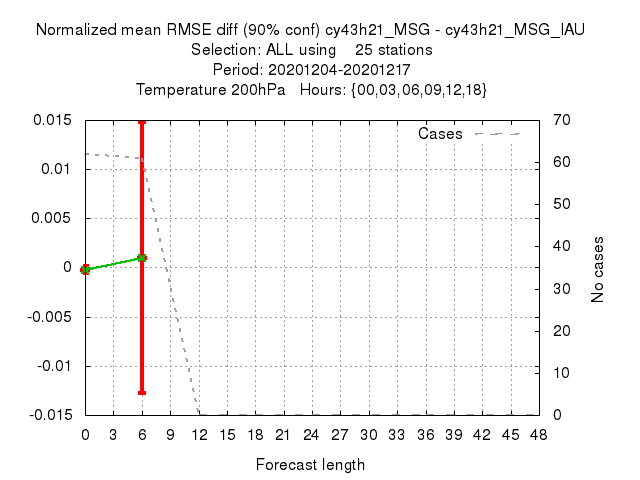 Normalized mean RMSE diff (90% conf) cy43h21_MSG - cy43h21_MSG_IAU
Selection: ALL using    25 stations
Period: 20201204-20201217
Temperature 200hPa   Hours: {00,03,06,09,12,18}
Cases
0.015
0.01
0.005
0
-0.005
-0.01
-0.015
70
60
50
40
30
20
10
0
No cases
0 3 6 9 12 15 18 21 24 27 30 33 36 39 42 45 48
Forecast length